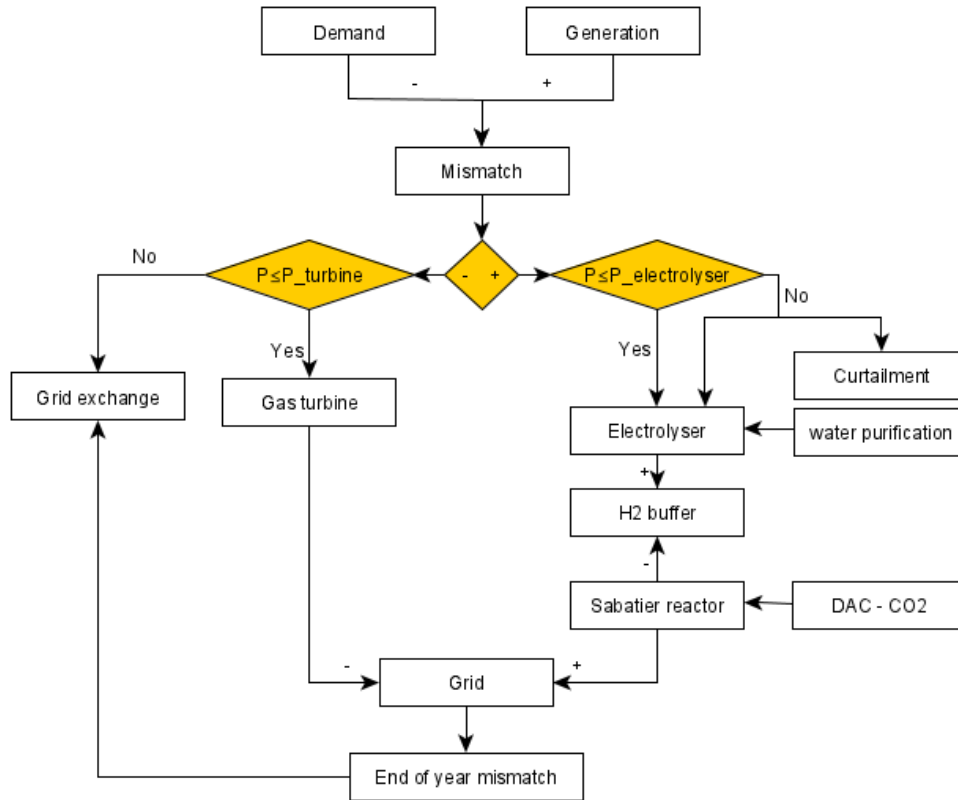 Demand
Generation
-
+
Mismatch
No
P≤P_turbine
- +
P≤P_electrolyser
No
Yes
Yes
Grid exchange
Gas turbine
Curtailment
Electrolyser
water purification
+
H2 buffer
-
Sabatier reactor
DAC - CO2
-
+
Grid
End of year mismatch